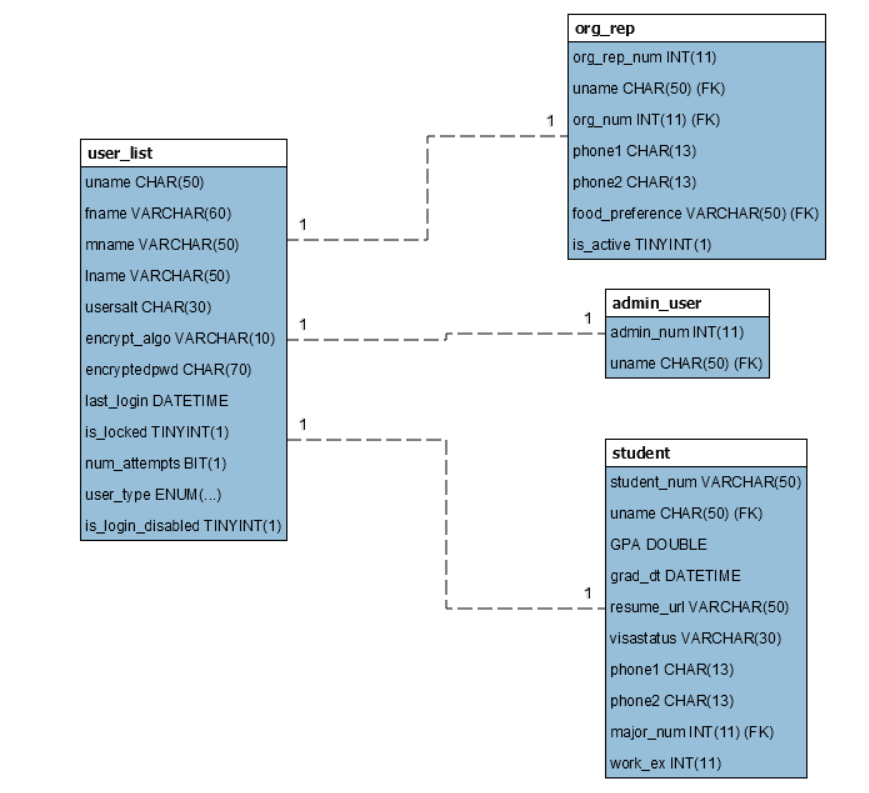 org_rep
org_rep_num INT(11)
uname CHAR(50) (FK)
org_num INT(11) (FK)
phone1 CHAR(13)
phone2 CHAR(13)
food_preference VARCHAR(50) (FK)
is_active TINYINT(1)
1
user_list
uname CHAR(50)
fname VARCHAR(60)
mname VARCHAR(50)
lname VARCHAR(50)
usersalt CHAR(30)
encrypt_algo VARCHAR(10)
encryptedpwd CHAR(70)
last_login DATETIME
is_locked TINYINT(1)
num_attempts BIT(1)
user_type ENUM(...)
is_login_disabled TINYINT(1)
1
1
1
1
admin_user
admin_num INT(11)
uname CHAR(50) (FK)
1
student
student_num VARCHAR(50)
uname CHAR(50) (FK)
GPA DOUBLE
grad_dt DATETIME
resume_url VARCHAR(50)
visastatus VARCHAR(30)
phone1 CHAR(13)
phone2 CHAR(13)
major_num INT(11) (FK)
work_ex INT(11)